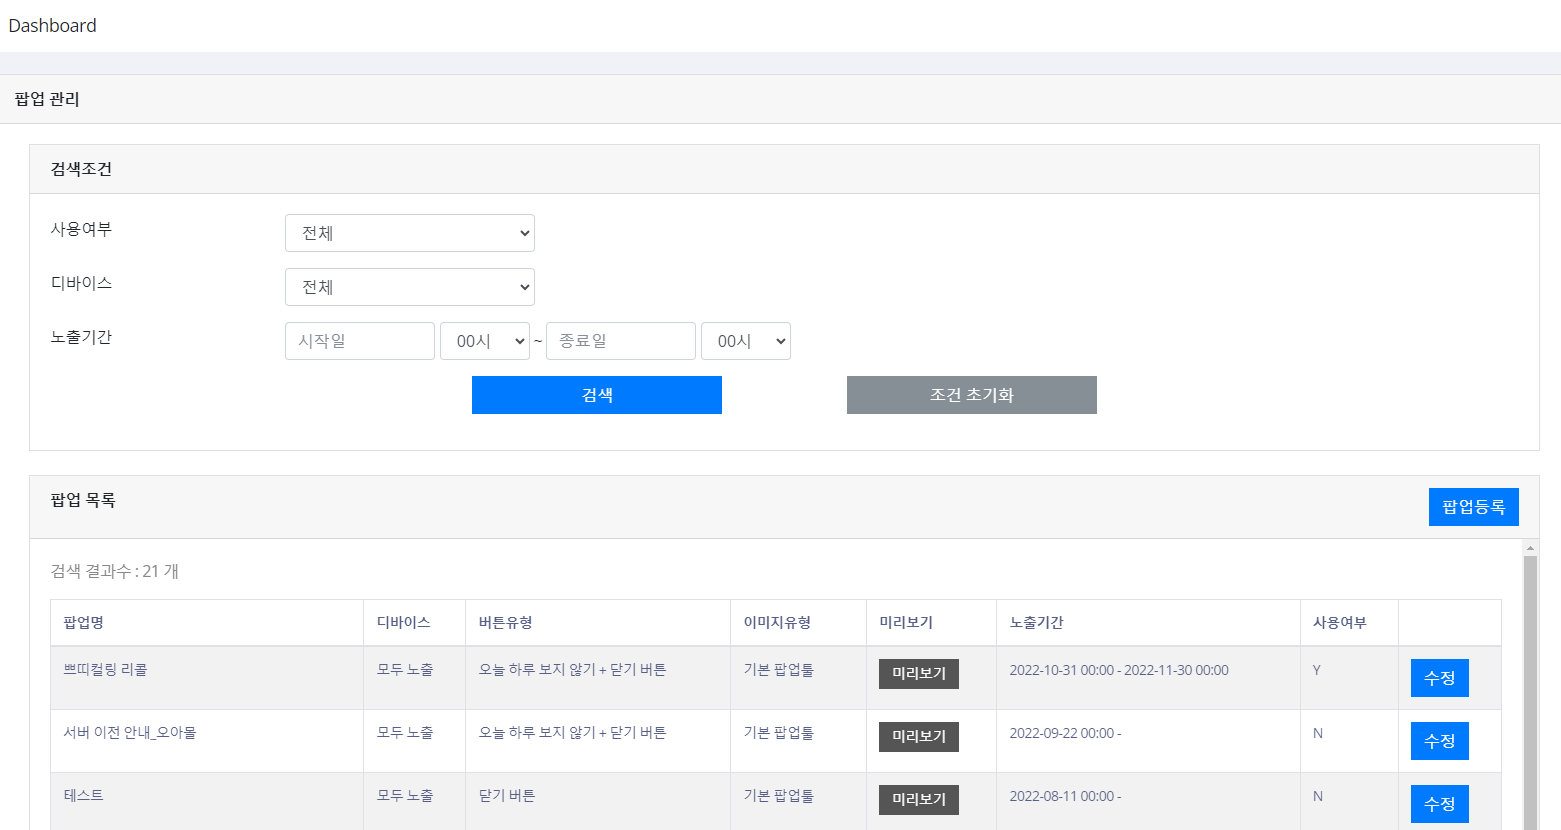 Dashboard
팝업 관리
검색조건
사용여부 전체
디바이스 전체
노출기간 시작일 00시 ~ 종료일 00시
검색 조건 초기화
팝업 목록 팝업등록
검색 결과수 : 21 개
팝업명 디바이스 버튼유형 이미지유형 미리보기 노출기간 사용여부
쁘띠컬링 리콜 모두 노출 오늘 하루 보지 않기 + 닫기 버튼 기본 팝업툴 미리보기 2022-10-31 00:00 - 2022-11-30 00:00 Y 수정
서버 이전 안내_오아몰 모두 노출 오늘 하루 보지 않기 + 닫기 버튼 기본 팝업툴 미리보기 2022-09-22 00:00 - N 수정
테스트 모두 노출 닫기 버튼 기본 팝업툴 미리보기 2022-08-11 00:00 - N 수정